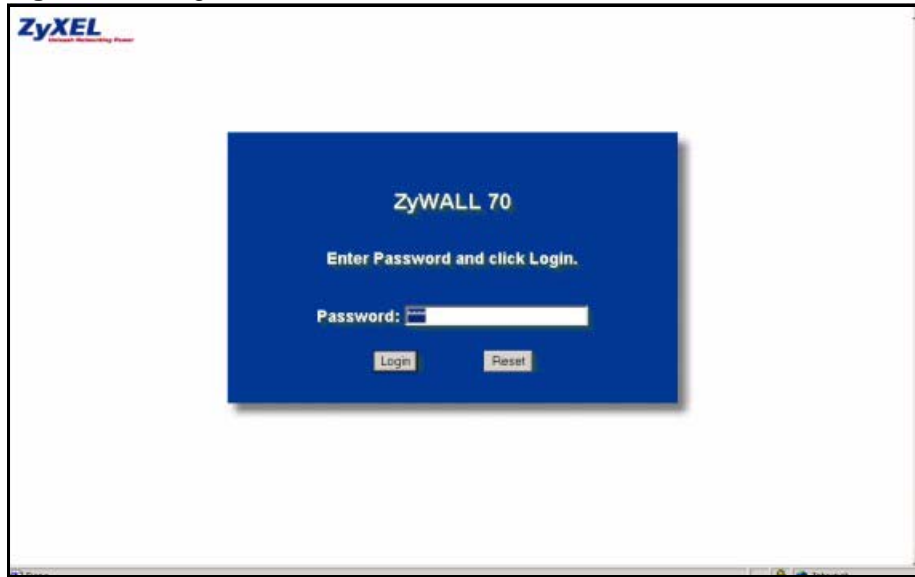 ZyXEL
ZyWALL 70
Enter Password and click Login.
Password: ****
Login
Reset